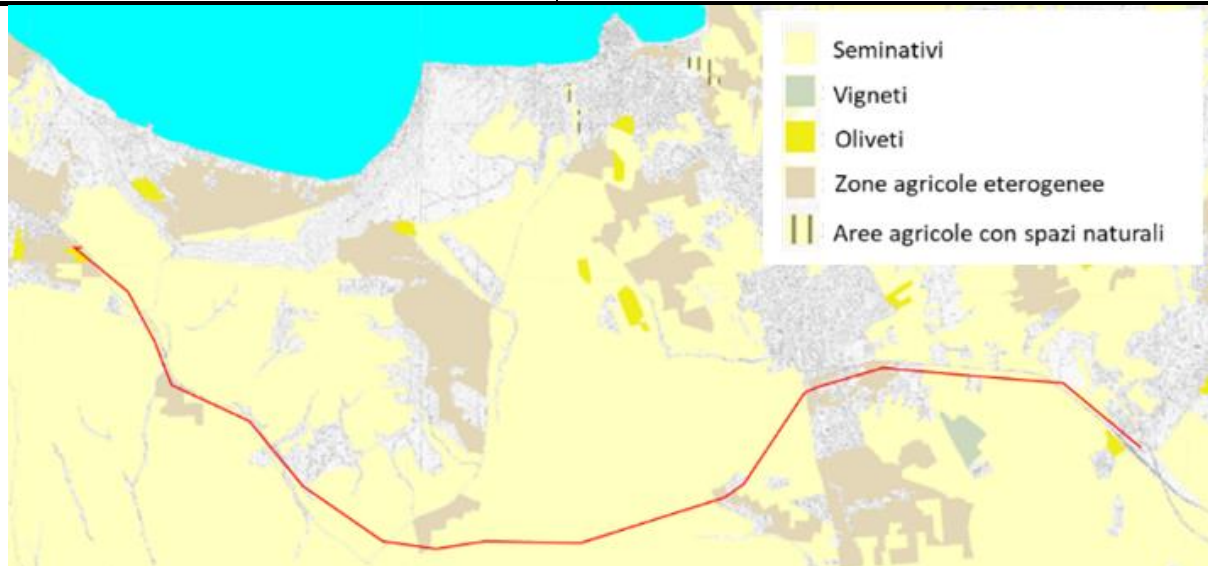 Seminativi
Vigneti
Oliveti
Zone agricole eterogenee
Aree agricole con spazi naturali